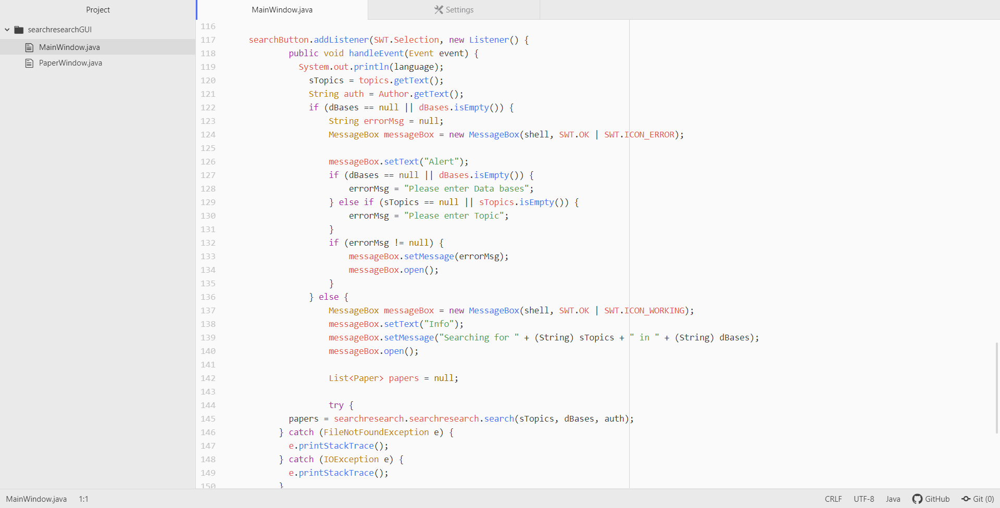 Project
MainWindow.java
Settings
searchresearchGUI
MainWindow.java
PaperWindow.java
116
117 searchButton.addListener(SWT.Selection, new Listener() {
118 public void handleEvent(Event event) {
119 System.out.println(language);
120 sTopics = topics.getText();
121 String auth = Author.getText();
122 if (dBases == null || dBases.isEmpty()) {
123 String errorMsg = null;
124 MessageBox messageBox = new MessageBox(shell, SWT.OK | SWT.ICON_ERROR);
125
126 messageBox.setText("Alert");
127 if (dBases == null || dBases.isEmpty()) {
128 errorMsg = "Please enter Data bases";
129 } else if (sTopics == null || sTopics.isEmpty()) {
130 errorMsg = "Please enter Topic";
131 }
132 if (errorMsg != null) {
133 messageBox.setMessage(errorMsg);
134 messageBox.open();
135 }
136 } else {
137 MessageBox messageBox = new MessageBox(shell, SWT.OK | SWT.ICON_WORKING);
138 messageBox.setText("Info");
139 messageBox.setMessage("Searching for " + (String) sTopics + " in " + (String) dBases);
140 messageBox.open();
141
142 List<Paper> papers = null;
143
144 try {
145 papers = searchresearch.searchresearch.search(sTopics, dBases, auth);
146 } catch (FileNotFoundException e) {
147 e.printStackTrace();
148 } catch (IOException e) {
149 e.printStackTrace();
150 }
MainWindow.java 1:1 CRLF UTF-8 Java GitHub Git (0)